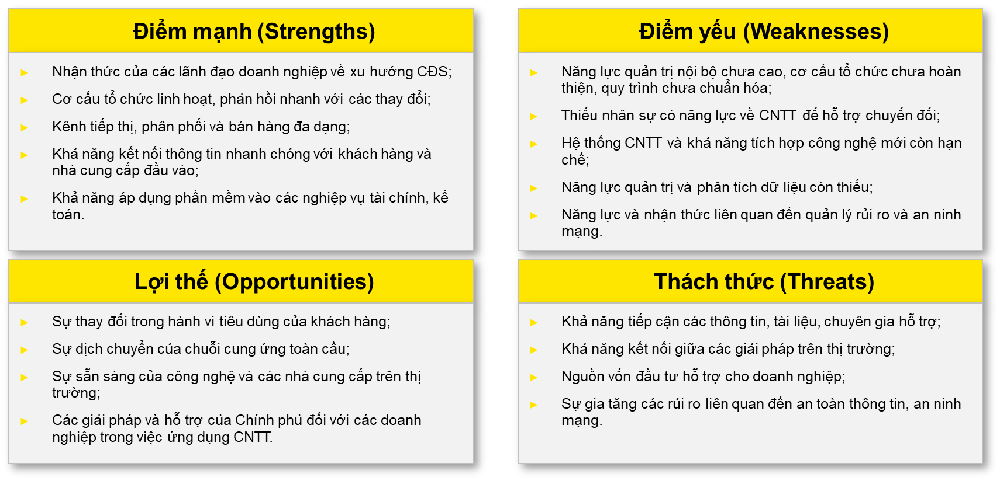 Điểm mạnh (Strengths)
► Nhận thức của các lãnh đạo doanh nghiệp về xu hướng CĐS;
► Cơ cấu tổ chức linh hoạt, phản hồi nhanh với các thay đổi;
► Kênh tiếp thị, phân phối và bán hàng đa dạng;
► Khả năng kết nối thông tin nhanh chóng với khách hàng và
nhà cung cấp đầu vào;
► Khả năng áp dụng phần mềm vào các nghiệp vụ tài chính, kế
toán.
Điểm yếu (Weaknesses)
► Năng lực quản trị nội bộ chưa cao, cơ cấu tổ chức chưa hoàn
thiện, quy trình chưa chuẩn hóa;
► Thiếu nhân sự có năng lực về CNTT để hỗ trợ chuyển đổi;
► Hệ thống CNTT và khả năng tích hợp công nghệ mới còn hạn
chế;
► Năng lực quản trị và phân tích dữ liệu còn thiếu;
► Năng lực và nhận thức liên quan đến quản lý rủi ro và an ninh
mạng.
Lợi thế (Opportunities)
► Sự thay đổi trong hành vi tiêu dùng của khách hàng;
► Sự dịch chuyển của chuỗi cung ứng toàn cầu;
► Sự sẵn sàng của công nghệ và các nhà cung cấp trên thị
trường;
► Các giải pháp và hỗ trợ của Chính phủ đối với các doanh
nghiệp trong việc ứng dụng CNTT.
Thách thức (Threats)
► Khả năng tiếp cận các thông tin, tài liệu, chuyên gia hỗ trợ;
► Khả năng kết nối giữa các giải pháp trên thị trường;
► Nguồn vốn đầu tư hỗ trợ cho doanh nghiệp;
► Sự gia tăng các rủi ro liên quan đến an toàn thông tin, an ninh
mạng.